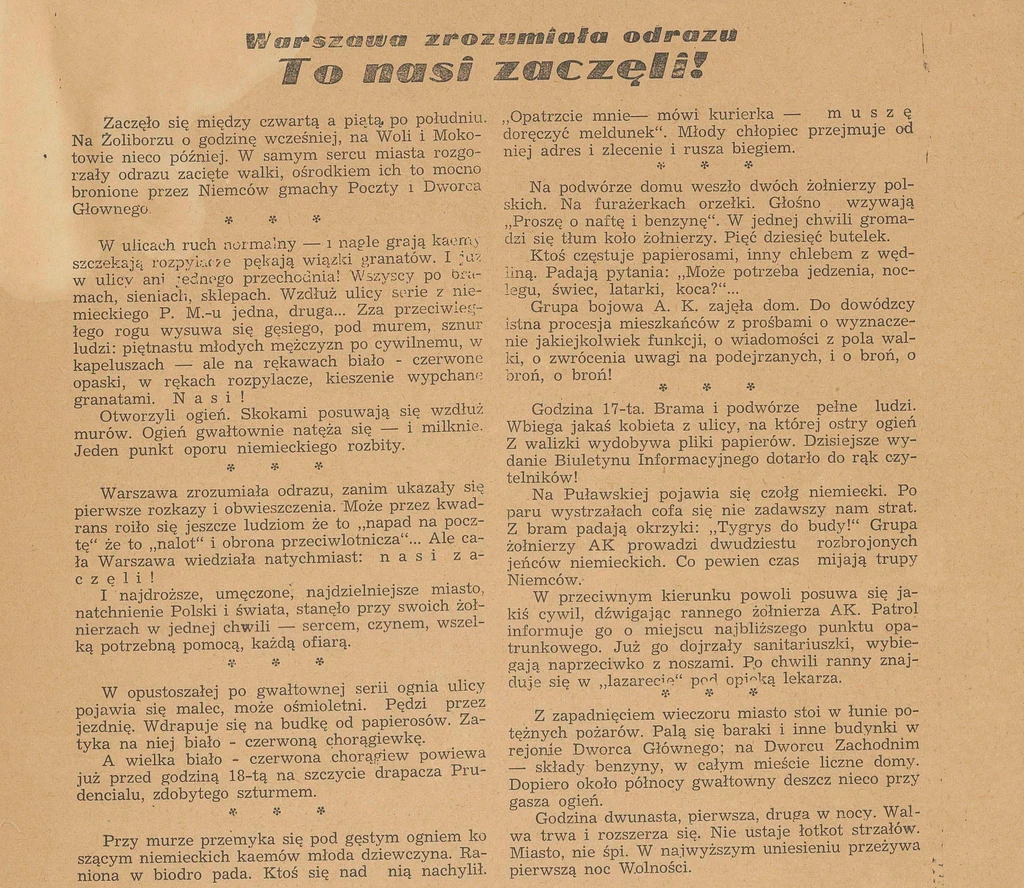 Warszawa zrozumiała odrazu
To nasi zaczęli!
Zaczęło się między czwartą a piątą, po południu.
Na Żoliborzu o godzinę wcześniej, na Woli i Moko-
towie nieco później. W samym sercu miasta rozgo-
rzały odrazu zacięte walki, ośrodkiem ich to mocno
bronione przez Niemców gmachy Poczty i Dworca
Głownego.
* * *
W ulicach ruch normalny — i nagle grają kaemy
szczekają rozpylacze pękają wiązki granatów. I już
w ulicy ani jednego przechodnia! Wszyscy po bra-
mach, sieniach, sklepach. Wzdłuż ulicy serie z nie-
mieckiego P. M.-u jedna, druga... Zza przeciwleg-
łego rogu wysuwa się gęsiego, pod murem, sznur
ludzi: piętnastu młodych mężczyzn po cywilnemu, w
kapeluszach — ale na rękawach biało - czerwone
opaski, w rękach rozpylacze, kieszenie wypchane
granatami. N a s i !
Otworzyli ogień. Skokami posuwają się wzdłuż
murów. Ogień gwałtownie natęża się — i milknie.
Jeden punkt oporu niemieckiego rozbity.
* * *
Warszawa zrozumiała odrazu, zanim ukazały się
pierwsze rozkazy i obwieszczenia. Może przez kwad-
rans roiło się jeszcze ludziom że to „napad na pocz-
tę“ że to „nalot“ i obrona przeciwlotnicza“... Ale ca-
ła Warszawa wiedziała natychmiast: n a s i z a-
c z ę l i !
I najdroższe, umęczone, najdzielniejsze miasto,
natchnienie Polski i świata, stanęło przy swoich żoł-
nierzach w jednej chwili — sercem, czynem, wszel-
ką potrzebną pomocą, każdą ofiarą.
* * *
W opustoszałej po gwałtownej serii ognia ulicy
pojawia się malec, może ośmioletni. Pędzi przez
jezdnię. Wdrapuje się na budkę od papierosów. Za-
tyka na niej biało - czerwoną chorągiewkę.
A wielka biało - czerwona chorągiew powiewa
już przed godziną 18-tą na szczycie drapacza Pru-
dencialu, zdobytego szturmem.
* * *
Przy murze przemyka się pod gęstym ogniem ko
szącym niemieckich kaemów młoda dziewczyna. Ra-
niona w biodro pada. Ktoś się nad nią nachylił.
„Opatrzcie mnie— mówi kurierka — m u s z ę
doręczyć meldunek“. Młody chłopiec przejmuje od
niej adres i zlecenie i rusza biegiem.
* * *
Na podwórze domu weszło dwóch żołnierzy pol-
skich. Na furażerkach orzełki. Głośno wzywają
„Proszę o naftę i benzynę“. W jednej chwili groma-
dzi się tłum koło żołnierzy. Pięć dziesięć butelek.
Ktoś częstuje papierosami, inny chlebem z węd-
liną. Padają pytania: „Może potrzeba jedzenia, noc-
legu, świec, latarki, koca?“...
Grupa bojowa A. K. zajęła dom. Do dowódzcy
istna procesja mieszkańców z prośbami o wyznacze-
nie jakiejkolwiek funkcji, o wiadomości z pola wal-
ki, o zwrócenia uwagi na podejrzanych, i o broń, o
broń, o broń!
* * *
Godzina 17-ta. Brama i podwórze pełne ludzi.
Wbiega jakaś kobieta z ulicy, na której ostry ogień
Z walizki wydobywa pliki papierów. Dzisiejsze wy-
danie Biuletynu Informacyjnego dotarło do rąk czy-
telników!
Na Puławskiej pojawia się czołg niemiecki. Po
paru wystrzałach cofa się nie zadawszy nam strat.
Z bram padają okrzyki: „Tygrys do budy!“ Grupa
żołnierzy AK prowadzi dwudziestu rozbrojonych
jeńców niemieckich. Co pewien czas mijają trupy
Niemców.
W przeciwnym kierunku powoli posuwa się ja-
kiś cywil, dźwigając rannego żołnierza AK. Patrol
informuje go o miejscu najbliższego punktu opa-
trunkowego. Już go dojrzały sanitariuszki, wybie-
gają naprzeciwko z noszami. Po chwili ranny znaj-
duje się w „lazarecie“ pod opieką lekarza.
* * *
Z zapadnięciem wieczoru miasto stoi w łunie po-
tężnych pożarów. Palą się baraki i inne budynki w
rejonie Dworca Głównego; na Dworcu Zachodnim
— składy benzyny, w całym mieście liczne domy.
Dopiero około północy gwałtowny deszcz nieco przy
gasza ogień.
Godzina dwunasta, pierwsza, druga w nocy. Wal-
wa trwa i rozszerza się. Nie ustaje łotkot strzałów.
Miasto, nie śpi. W najwyższym uniesieniu przeżywa
pierwszą noc Wolności.